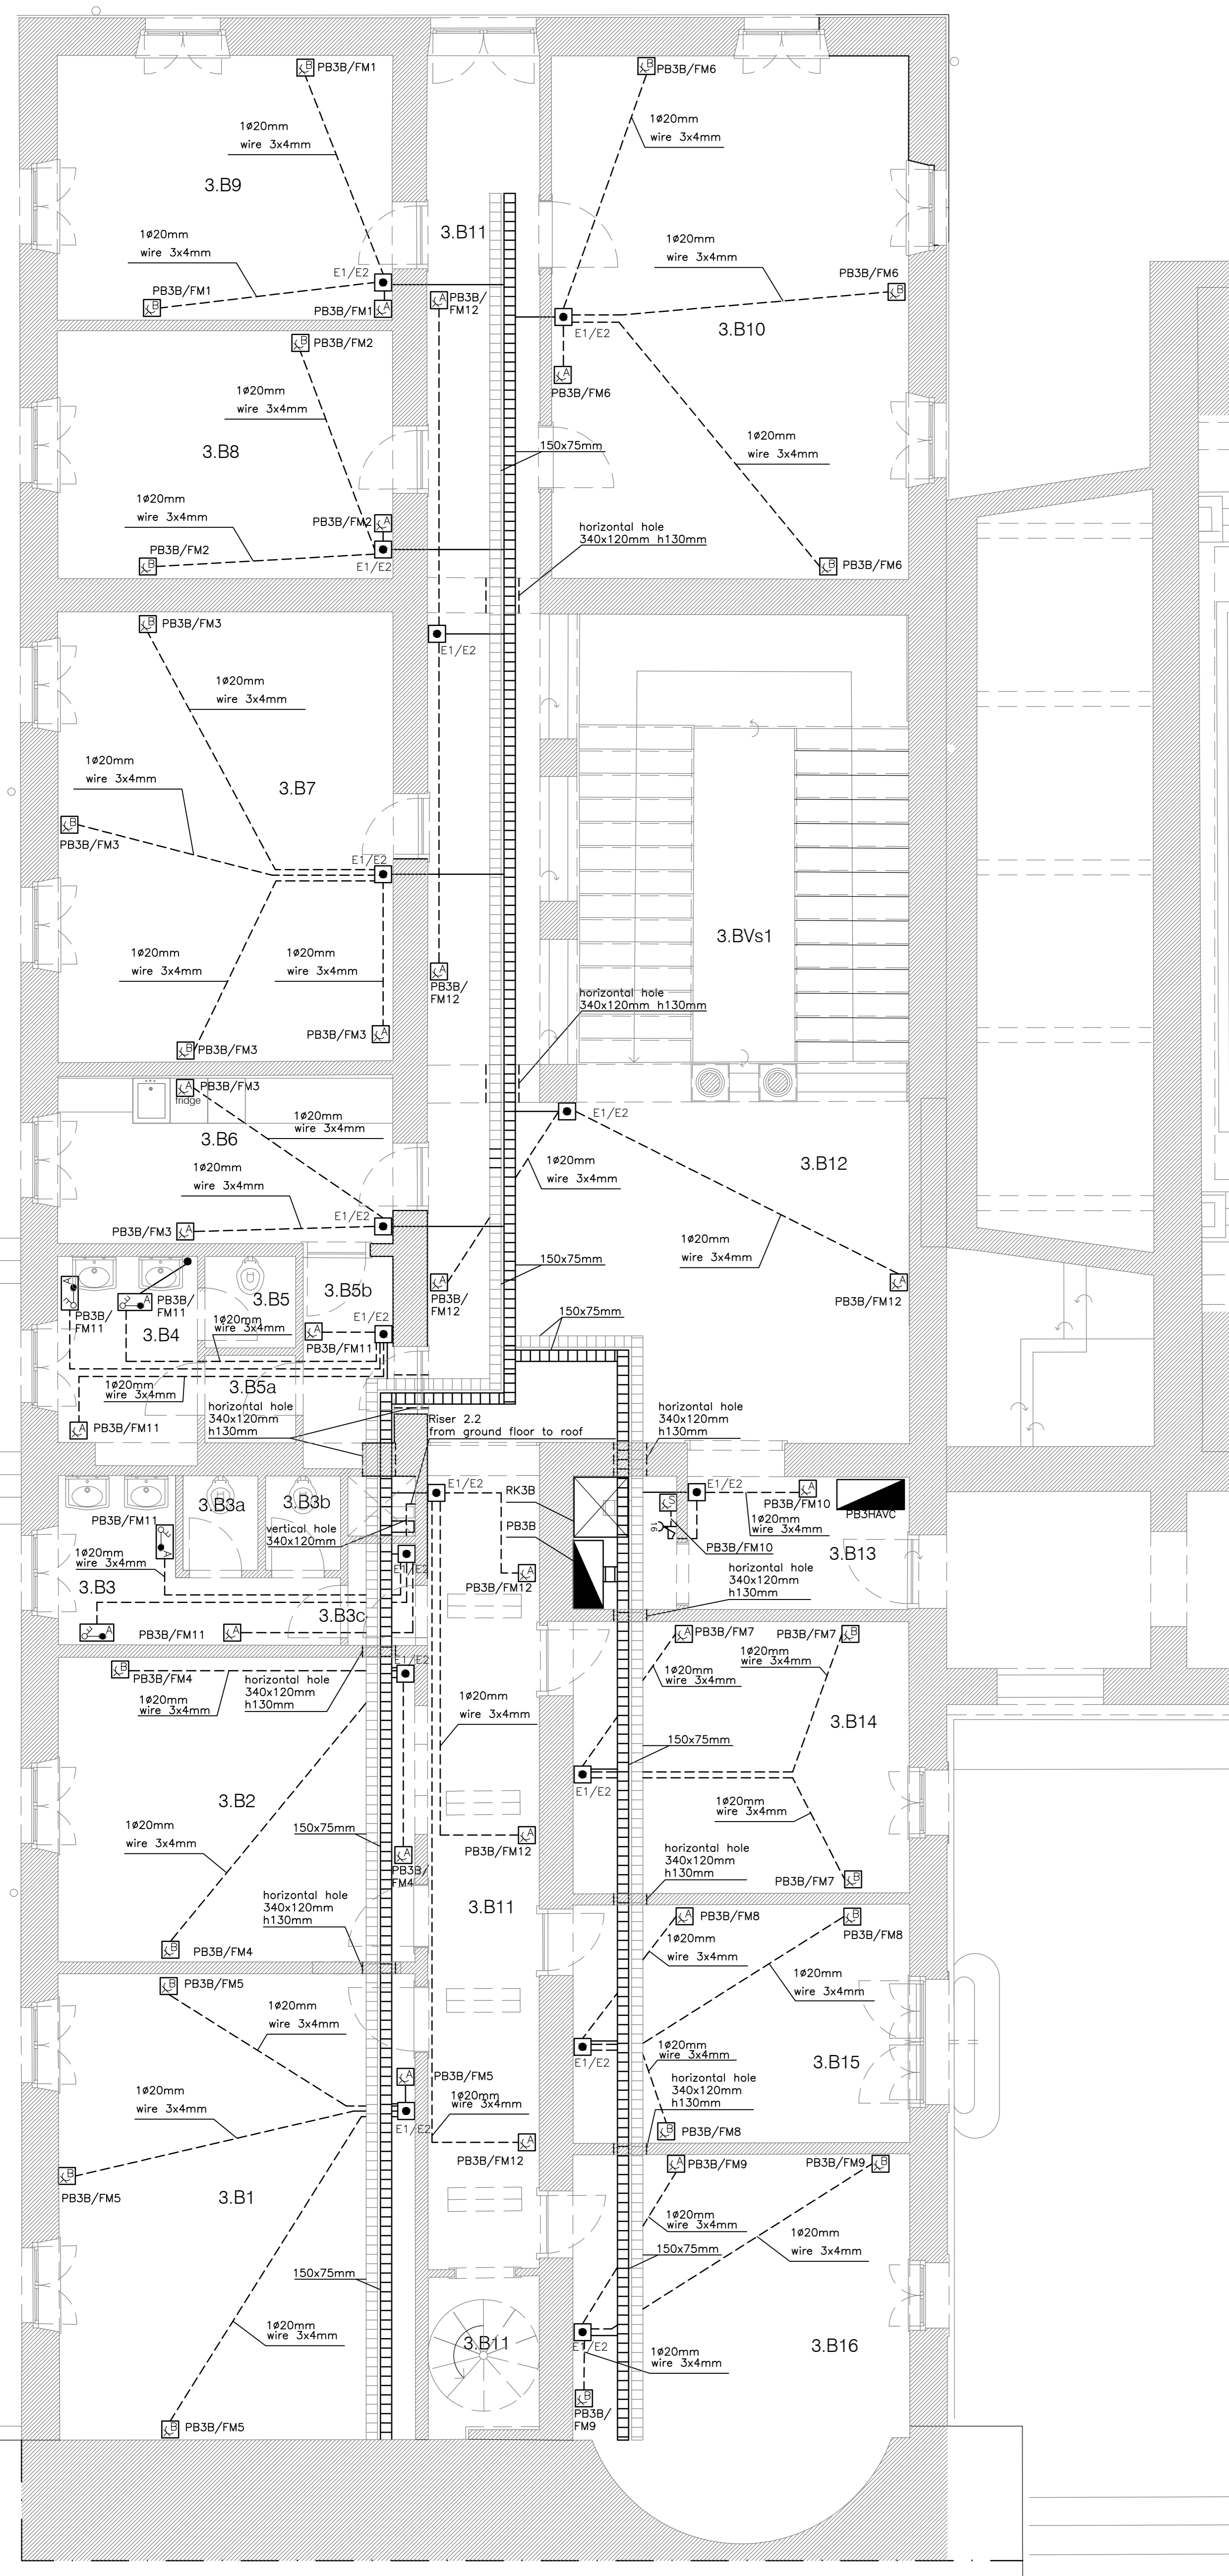 B PB3B/FM1
B PB3B/FM6
1ø20mm
wire 3x4mm
1ø20mm
wire 3x4mm
3.B9
3.B11
1ø20mm
wire 3x4mm
1ø20mm
wire 3x4mm
E1/E2
PB3B/FM6
B
PB3B/FM1
B
PB3B/FM1
A
A PB3B/
FM12
E1/E2
3.B10
B PB3B/FM2
A
PB3B/FM6
1ø20mm
wire 3x4mm
3.B8
150x75mm
1ø20mm
wire 3x4mm
1ø20mm
wire 3x4mm
PB3B/FM2 A
horizontal hole
340x120mm h130mm
PB3B/FM2
B
E1/E2
B PB3B/FM6
B PB3B/FM3
E1/E2
1ø20mm
wire 3x4mm
1ø20mm
wire 3x4mm
3.B7
B
PB3B/FM3
E1/E2
3.BVs1
1ø20mm
wire 3x4mm
1ø20mm
wire 3x4mm
A
PB3B/
FM12
horizontal hole
340x120mm h130mm
PB3B/FM3 A
B PB3B/FM3
A PB3B/FM3
fridge
1ø20mm
wire 3x4mm
E1/E2
3.B6
1ø20mm
wire 3x4mm
1ø20mm
wire 3x4mm
3.B12
PB3B/FM3 A
E1/E2
1ø20mm
wire 3x4mm
150x75mm
3.B5
3.B5b
A
PB3B/
FM12
A
PB3B/FM12
A
PB3B/
FM11
A
PB3B/
FM11
3.B4
1ø20mm
wire 3x4mm
E1/E2
A
PB3B/FM11
150x75mm
1ø20mm
wire 3x4mm
3.B5a
A PB3B/FM11
horizontal hole
340x120mm
h130mm
Riser 2.2
from ground floor to roof
horizontal hole
340x120mm
h130mm
3.B3a
3.B3b
E1/E2
RK3B
E1/E2
A
PB3B/FM10
PB3HAVC
S
16
PB3B/FM11
A
vertical hole
340x120mm
PB3B
1ø20mm
wire 3x4mm
PB3B/FM10
3.B13
1ø20mm
wire 3x4mm
E1/E2
horizontal hole
340x120mm
h130mm
3.B3
A
PB3B/FM12
3.B3c
A
PB3B/FM11
A
A PB3B/FM7
PB3B/FM7 B
B
PB3B/FM4
E1/E2
1ø20mm
wire 3x4mm
horizontal hole
340x120mm
h130mm
1ø20mm
wire 3x4mm
1ø20mm
wire 3x4mm
1ø20mm
wire 3x4mm
3.B14
150x75mm
E1/E2
3.B2
1ø20mm
wire 3x4mm
150x75mm
1ø20mm
wire 3x4mm
A
PB3B/FM12
A
PB3B/
FM4
horizontal hole
340x120mm
h130mm
PB3B/FM7
B
horizontal hole
340x120mm
h130mm
3.B11
A PB3B/FM8
B
PB3B/FM8
B PB3B/FM4
1ø20mm
wire 3x4mm
B PB3B/FM5
1ø20mm
wire 3x4mm
1ø20mm
wire 3x4mm
E1/E2
1ø20mm
wire 3x4mm
3.B15
A
PB3B/FM5
horizontal hole
340x120mm
h130mm
1ø20mm
wire 3x4mm
1ø20mm
wire 3x4mm
E1/E2
B PB3B/FM8
A
PB3B/FM12
B
PB3B/FM5
A PB3B/FM9
PB3B/FM9 B
3.B1
1ø20mm
wire 3x4mm
1ø20mm
wire 3x4mm
150x75mm
150x75mm
1ø20mm
wire 3x4mm
3.B11
E1/E2
3.B16
1ø20mm
wire 3x4mm
B
PB3B/
FM9
B PB3B/FM5